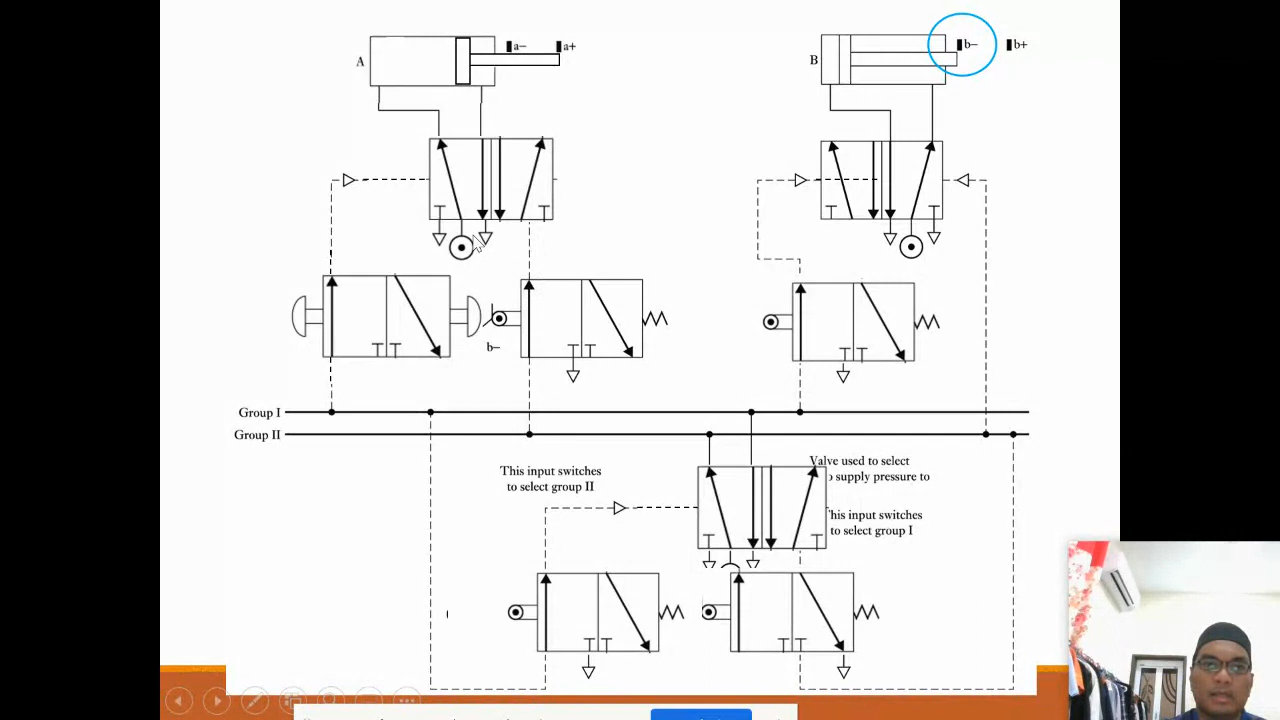 A
a−
a+
B
b−
b+
b−
Group I
Group II
This input switches
to select group II
Valve used to select
supply pressure to
his input switches
to select group I